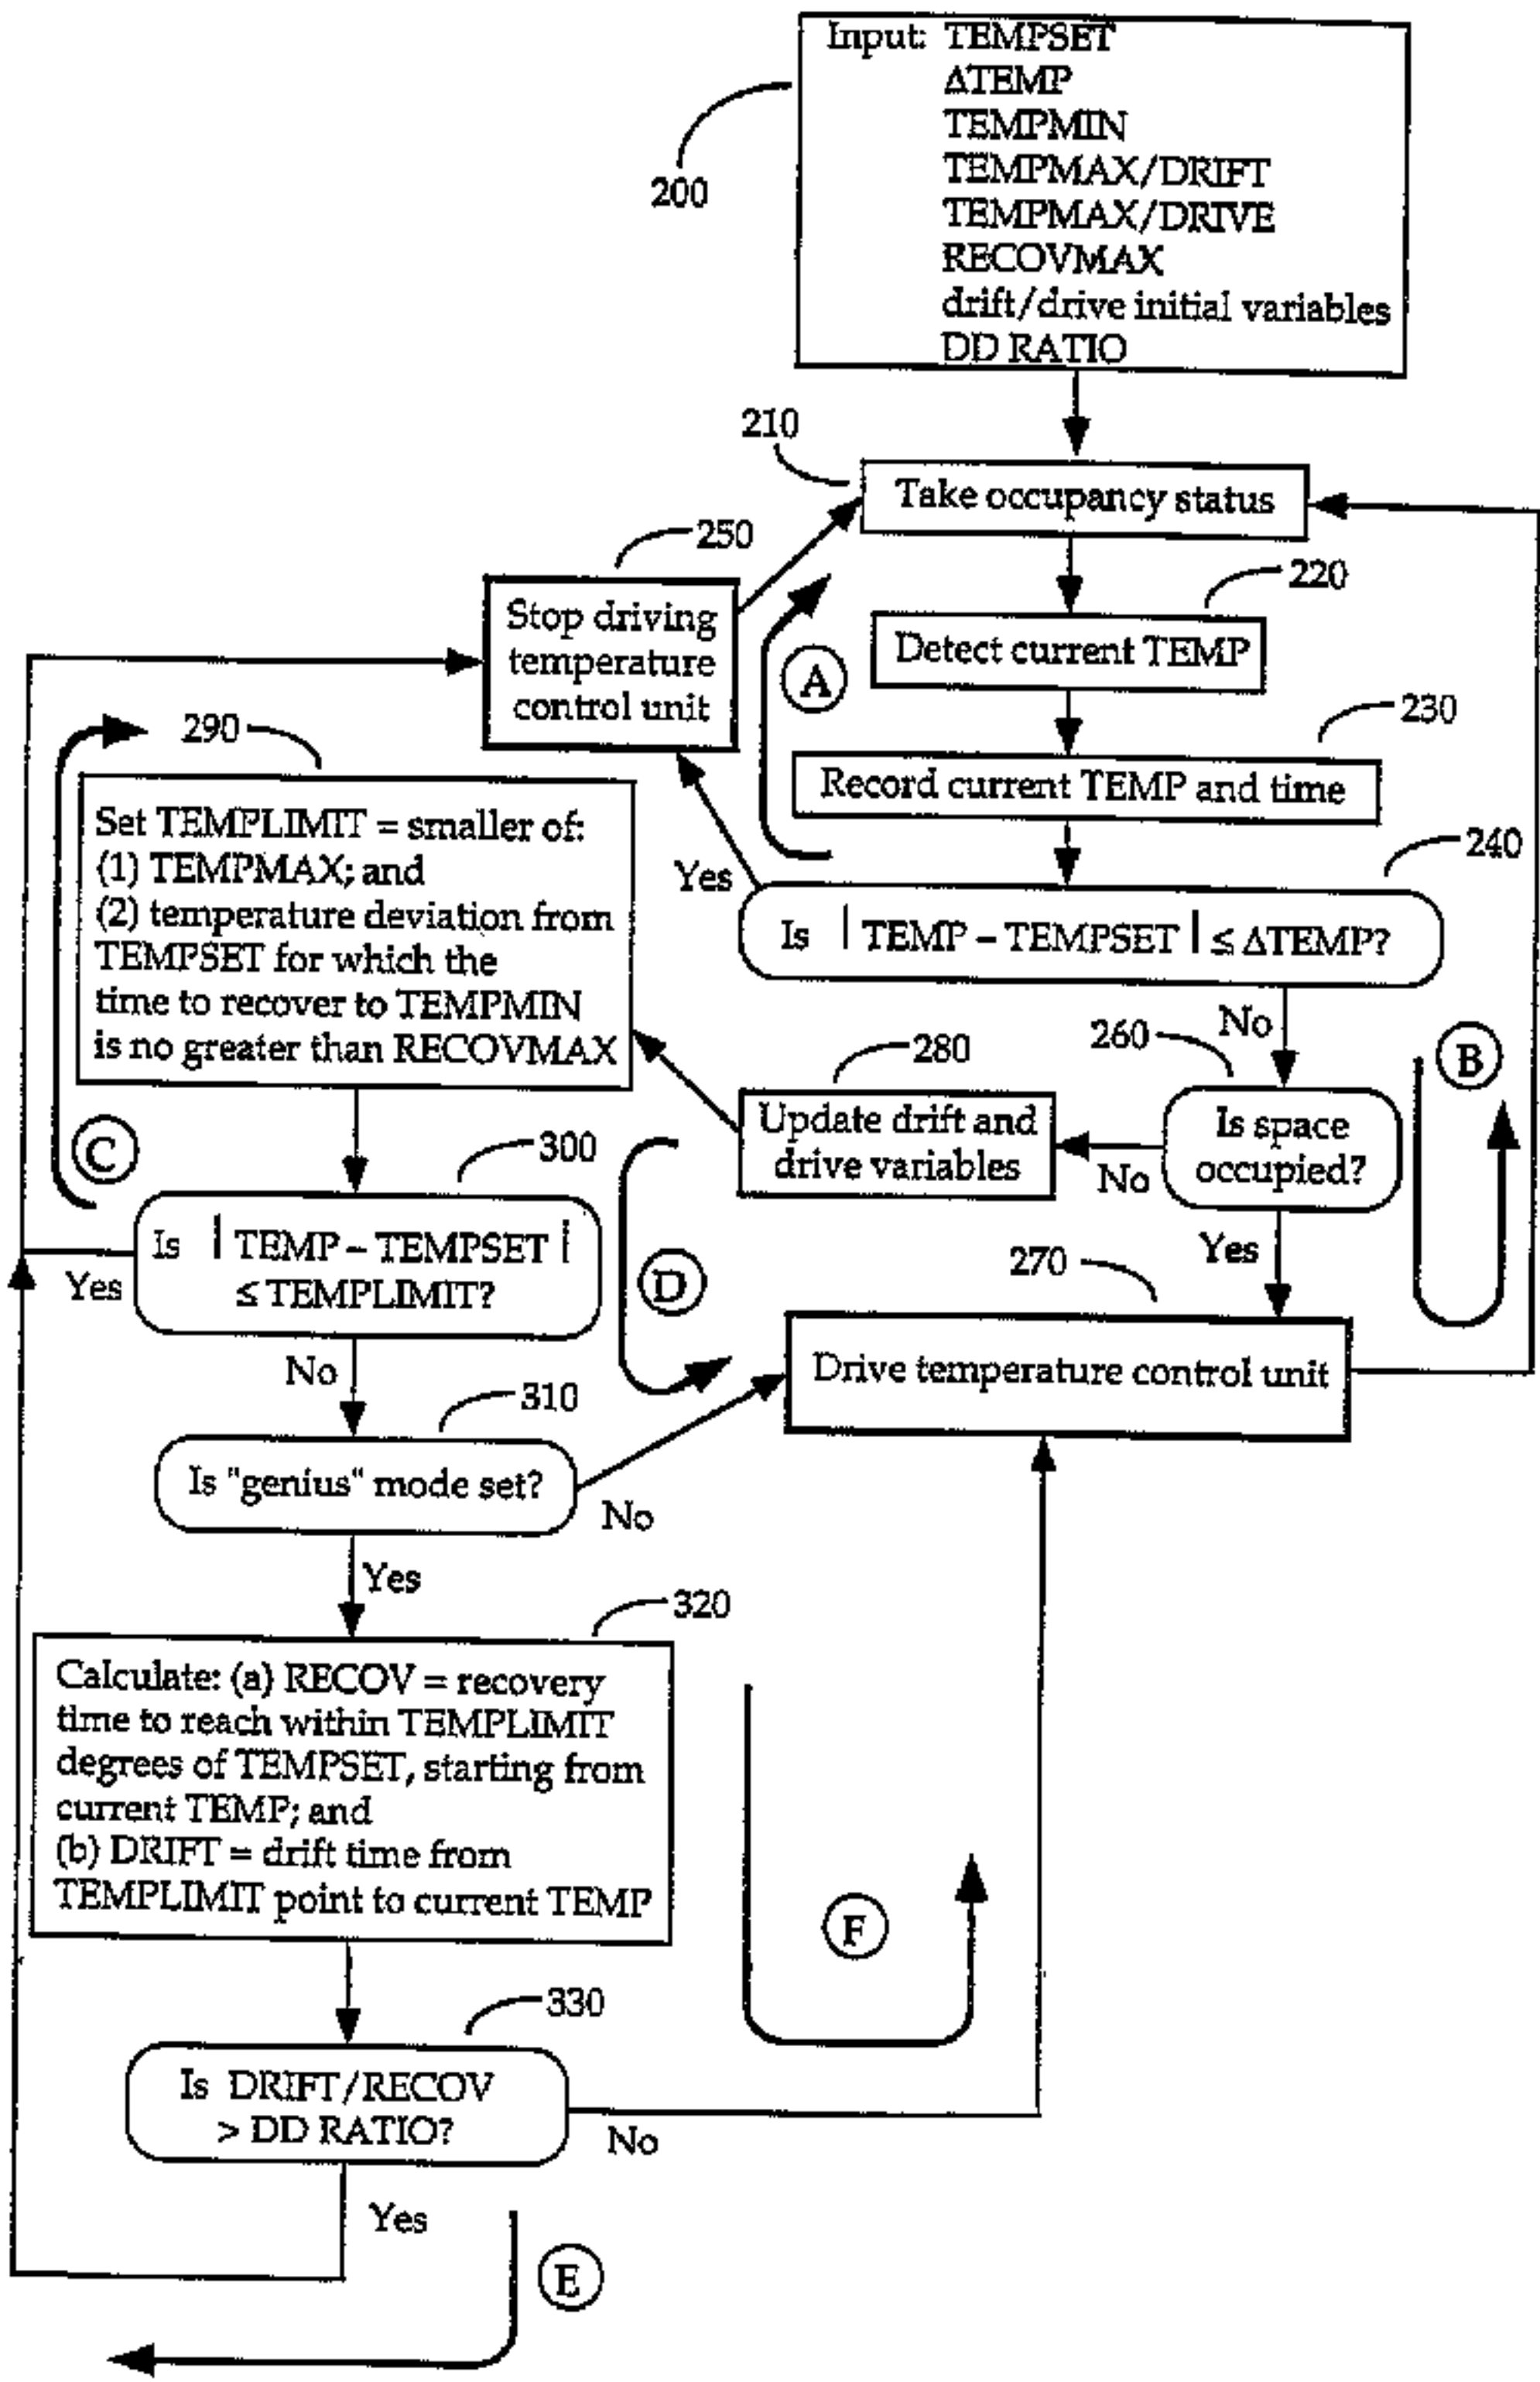 Input: TEMPSET
ΔTEMP
TEMPMIN
TEMPMAX/DRIFT
TEMPMAX/DRIVE
RECOVMAX
drift/drive initial variables
DD RATIO
200
210
Take occupancy status
250
Stop driving
temperature
control unit
220
Detect current TEMP
A
230
Record current TEMP and time
290
Set TEMPLIMIT = smaller of:
(1) TEMPMAX; and
(2) temperature deviation from
TEMPSET for which the
time to recover to TEMPMIN
is no greater than RECOVMAX
240
Yes
Is | TEMP – TEMPSET | ≤ ΔTEMP?
No
260
B
280
Update drift and
drive variables
No
Is space
occupied?
Yes
C
300
Is | TEMP – TEMPSET |
≤ TEMPLIMIT?
Yes
D
270
Drive temperature control unit
No
310
Is "genius" mode set?
No
Yes
320
Calculate: (a) RECOV = recovery
time to reach within TEMPLIMIT
degrees of TEMPSET, starting from
current TEMP; and
(b) DRIFT = drift time from
TEMPLIMIT point to current TEMP
F
330
Is DRIFT/RECOV
> DD RATIO?
No
Yes
E